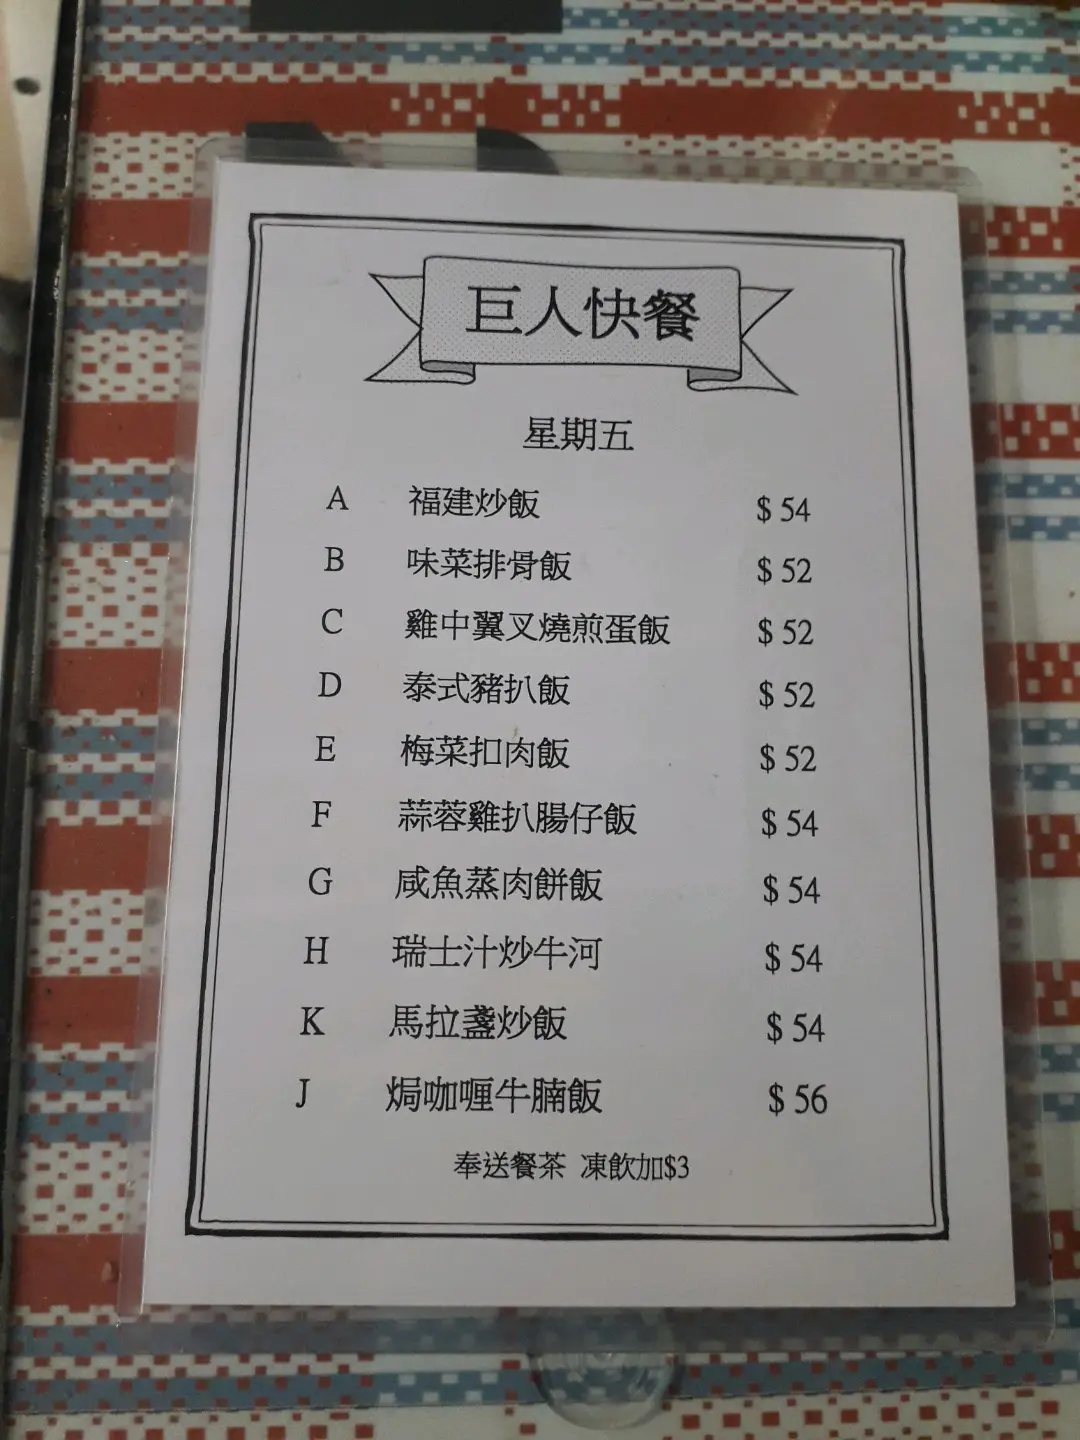 巨人快餐
星期五
A 福建炒飯 $ 54
B 味菜排骨飯 $ 52
C 雞中翼叉燒煎蛋飯 $ 52
D 泰式豬扒飯 $ 52
E 梅菜扣肉飯 $ 52
F 蒜蓉雞扒腸仔飯 $ 54
G 咸魚蒸肉餅飯 $ 54
H 瑞士汁炒牛河 $ 54
K 馬拉盞炒飯 $ 54
J 焗咖喱牛腩飯 $ 56
奉送餐茶 凍飲加$3